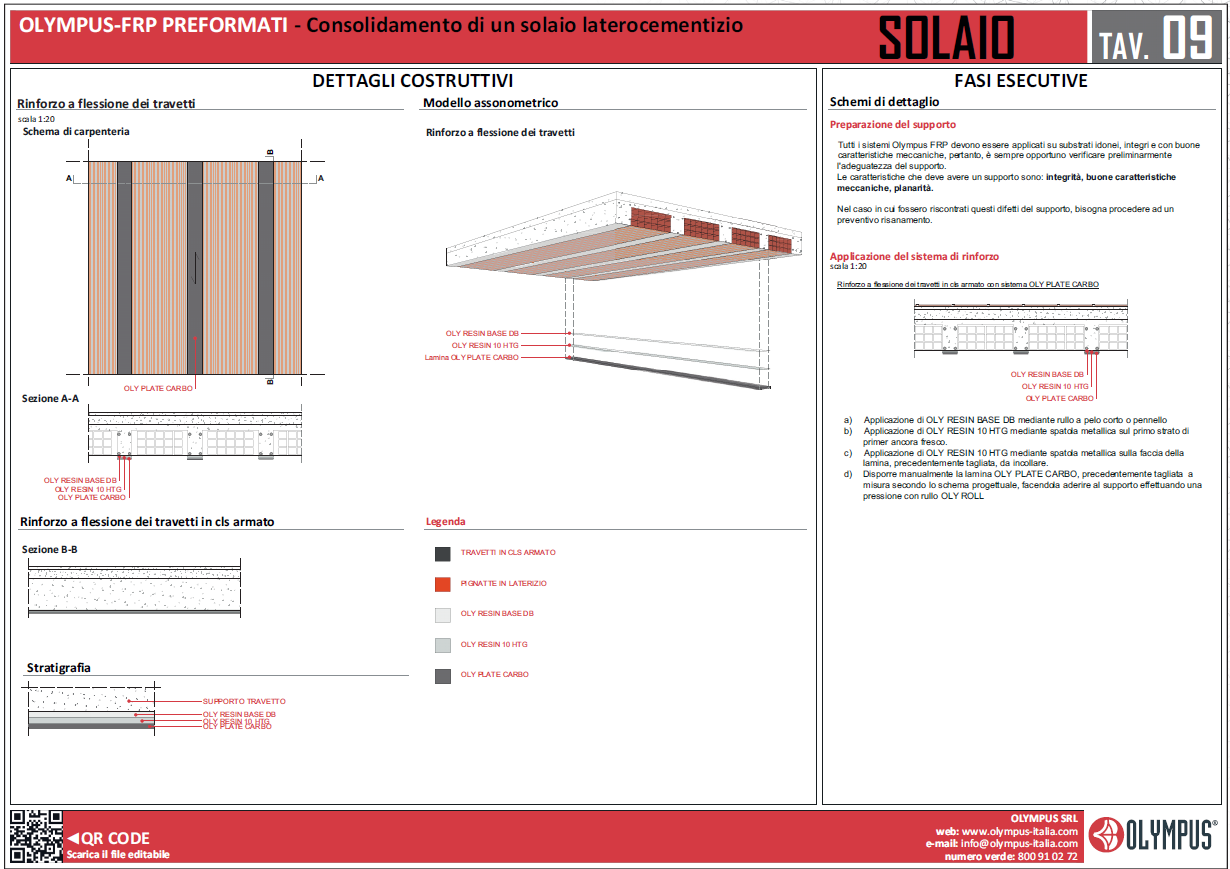 OLYMPUS-FRP PREFORMATI - Consolidamento di un solaio laterocementizio
SOLAIO
TAV. 09
DETTAGLI COSTRUTTIVI
Rinforzo a flessione dei travetti
scala 1:20
Schema di carpenteria
B
A
A
B
OLY PLATE CARBO
Sezione A-A
OLY RESIN BASE DB
OLY RESIN 10 HTG
OLY PLATE CARBO
Rinforzo a flessione dei travetti in cls armato
Sezione B-B
Stratigrafia
SUPPORTO TRAVETTO
OLY RESIN BASE DB
OLY RESIN 10 HTG
OLY PLATE CARBO
Modello assonometrico
Rinforzo a flessione dei travetti
OLY RESIN BASE DB
OLY RESIN 10 HTG
Lamina OLY PLATE CARBO
Legenda
TRAVETTI IN CLS ARMATO
PIGNATTE IN LATERIZIO
OLY RESIN BASE DB
OLY RESIN 10 HTG
OLY PLATE CARBO
FASI ESECUTIVE
Schemi di dettaglio
Preparazione del supporto
Tutti i sistemi Olympus FRP devono essere applicati su substrati idonei, integri e con buone
caratteristiche meccaniche, pertanto, è sempre opportuno verificare preliminarmente
l'adeguatezza del supporto.
Le caratteristiche che deve avere un supporto sono: integrità, buone caratteristiche
meccaniche, planarità.
Nel caso in cui fossero riscontrati questi difetti del supporto, bisogna procedere ad un
preventivo risanamento.
Applicazione del sistema di rinforzo
scala 1:20
Rinforzo a flessione dei travetti in cls armato con sistema OLY PLATE CARBO
OLY RESIN BASE DB
OLY RESIN 10 HTG
OLY PLATE CARBO
a) Applicazione di OLY RESIN BASE DB mediante rullo a pelo corto o pennello
b) Applicazione di OLY RESIN 10 HTG mediante spatola metallica sul primo strato di
primer ancora fresco.
c) Applicazione di OLY RESIN 10 HTG mediante spatola metallica sulla faccia della
lamina, precedentemente tagliata, da incollare.
d) Disporre manualmente la lamina OLY PLATE CARBO, precedentemente tagliata a
misura secondo lo schema progettuale, facendola aderire al supporto effettuando una
pressione con rullo OLY ROLL
◄QR CODE
Scarica il file editabile
OLYMPUS SRL
web: www.olympus-italia.com
e-mail: info@olympus-italia.com
numero verde: 800 91 02 72
OLYMPUS®